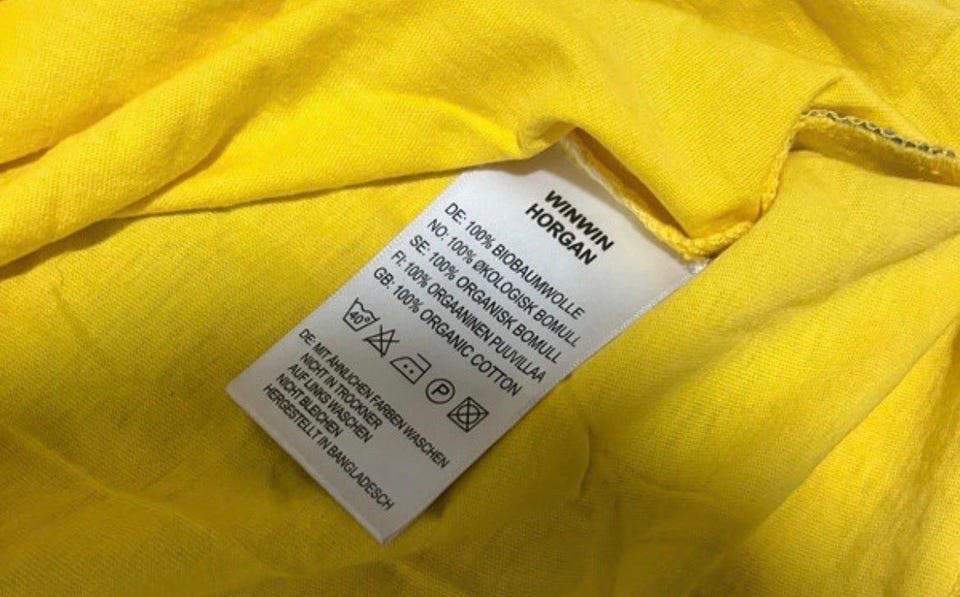 WINWIN
HORGAN
DE: 100% BIOBAUMWOLLE
NO: 100% ØKOLOGISK BOMULL
SE: 100% ORGANISK BOMULL
FI: 100% ORGAANINEN PUUVILLAA
GB: 100% ORGANIC COTTON
40° P
DE: MIT ÄHNLICHEN FARBEN WASCHEN
NICHT IN TROCKNER
AUF LINKS WASCHEN
NICHT BLEICHEN
HERGESTELLT IN BANGLADESCH